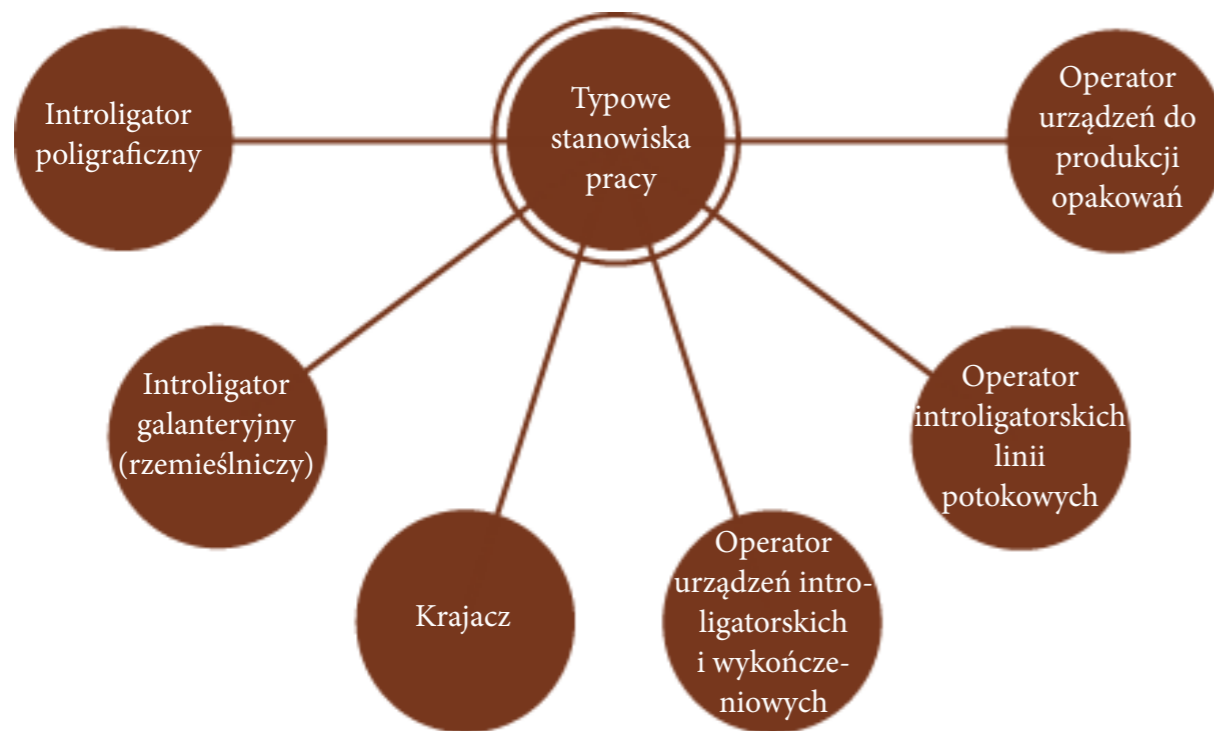 Typowe
stanowiska
pracy
Introligator
poligraficzny
Introligator
galanteryjny
(rzemieślniczy)
Krajacz
Operator
urządzeń intro-
ligatorskich
i wykończe-
niowych
Operator
introligatorskich
linii
potokowych
Operator
urządzeń do
produkcji
opakowań